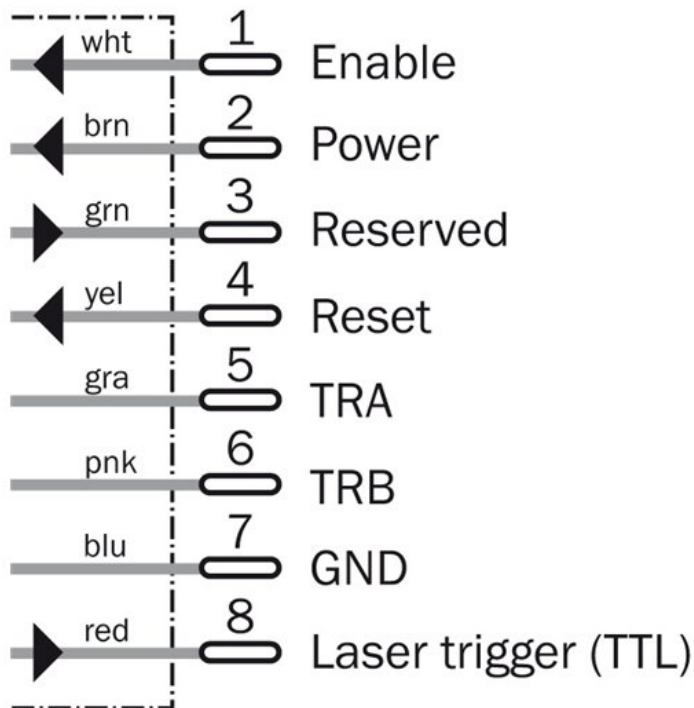 wht 1 Enable
brn 2 Power
grn 3 Reserved
yel 4 Reset
gra 5 TRA
pnk 6 TRB
blu 7 GND
red 8 Laser trigger (TTL)